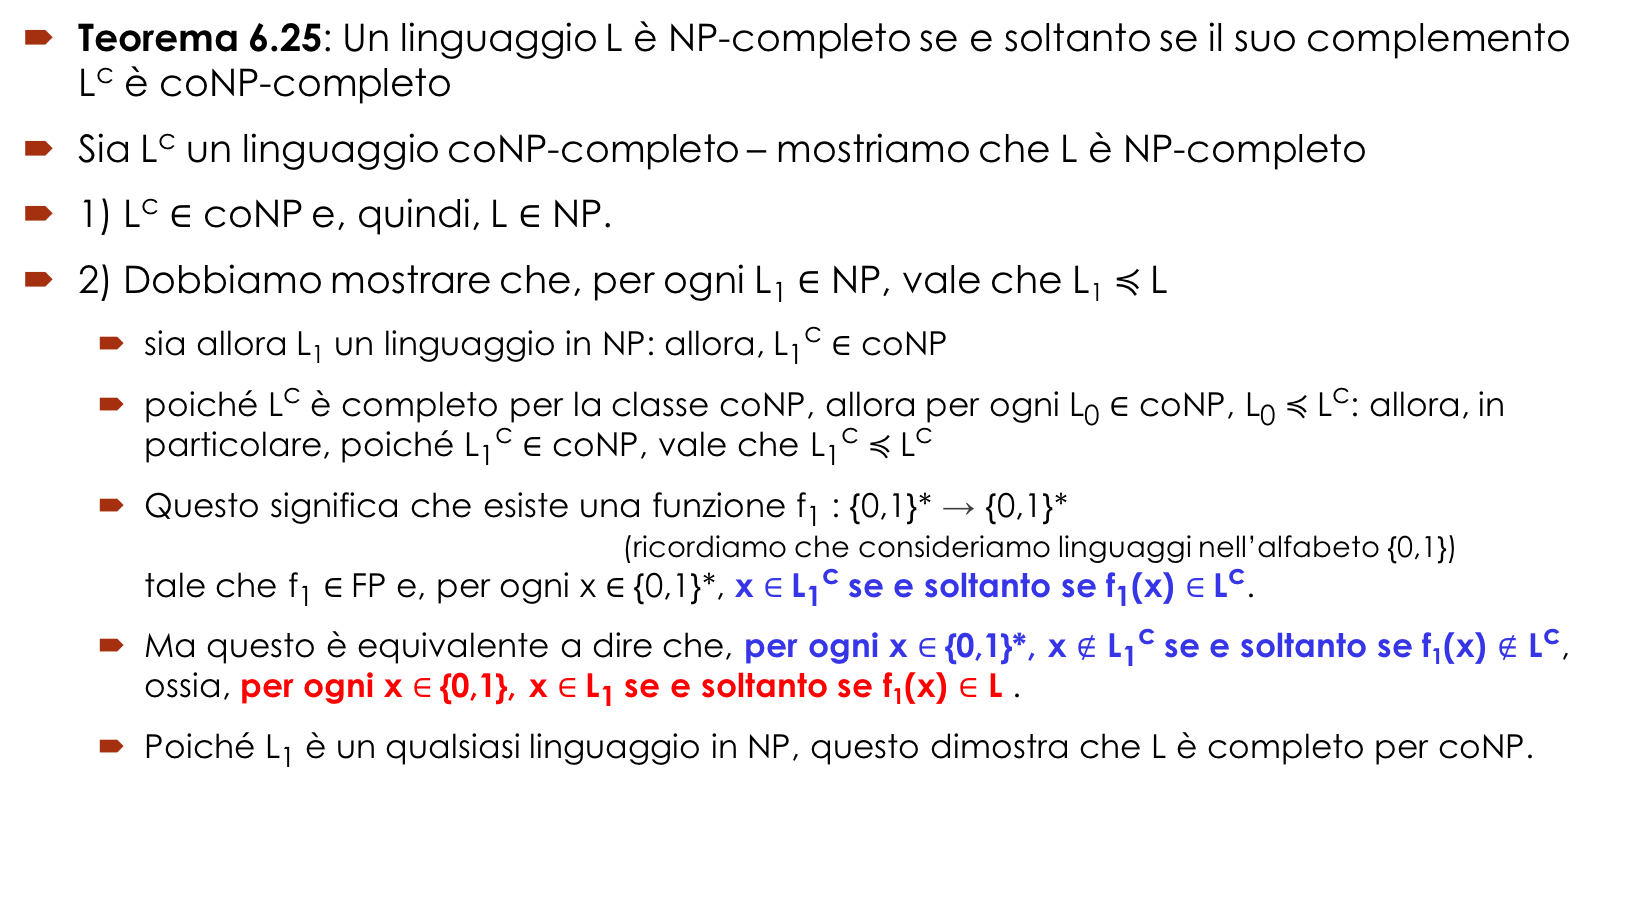 Teorema 6.25: Un linguaggio L è NP-completo se e soltanto se il suo complemento
Lᶜ è coNP-completo
Sia Lᶜ un linguaggio coNP-completo – mostriamo che L è NP-completo
1) Lᶜ ∈ coNP e, quindi, L ∈ NP.
2) Dobbiamo mostrare che, per ogni L₁ ∈ NP, vale che L₁ ≼ L
sia allora L₁ un linguaggio in NP: allora, L₁ᶜ ∈ coNP
poiché Lᶜ è completo per la classe coNP, allora per ogni L₀ ∈ coNP, L₀ ≼ Lᶜ: allora, in
particolare, poiché L₁ᶜ ∈ coNP, vale che L₁ᶜ ≼ Lᶜ
Questo significa che esiste una funzione f₁ : {0,1}* → {0,1}*
(ricordiamo che consideriamo linguaggi nell’alfabeto {0,1})
tale che f₁ ∈ FP e, per ogni x ∈ {0,1}*, x ∈ L₁ᶜ se e soltanto se f₁(x) ∈ Lᶜ.
Ma questo è equivalente a dire che, per ogni x ∈ {0,1}*, x ∉ L₁ᶜ se e soltanto se f₁(x) ∉ Lᶜ,
ossia, per ogni x ∈ {0,1}, x ∈ L₁ se e soltanto se f₁(x) ∈ L .
Poiché L₁ è un qualsiasi linguaggio in NP, questo dimostra che L è completo per coNP.